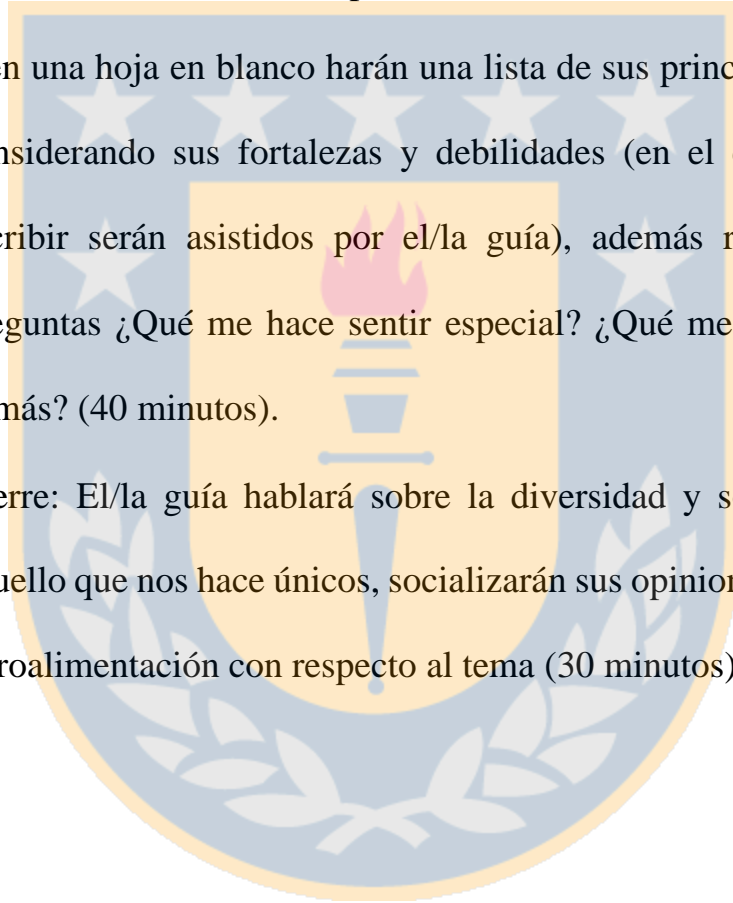 en una hoja en blanco harán una lista de sus princ
nsiderando sus fortalezas y debilidades (en el
ribir serán asistidos por el/la guía), además
eguntas ¿Qué me hace sentir especial? ¿Qué me
más? (40 minutos).
erre: El/la guía hablará sobre la diversidad y s
uello que nos hace únicos, socializarán sus opinion
roalimentación con respecto al tema (30 minutos)